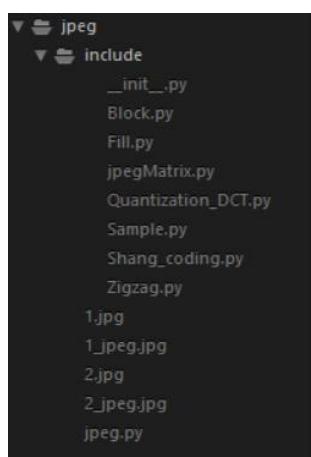 jpeg
include
__init__.py
Block.py
Fill.py
jpegMatrix.py
Quantization_DCT.py
Sample.py
Shang_coding.py
Zigzag.py
1.jpg
1_jpeg.jpg
2.jpg
2_jpeg.jpg
jpeg.py